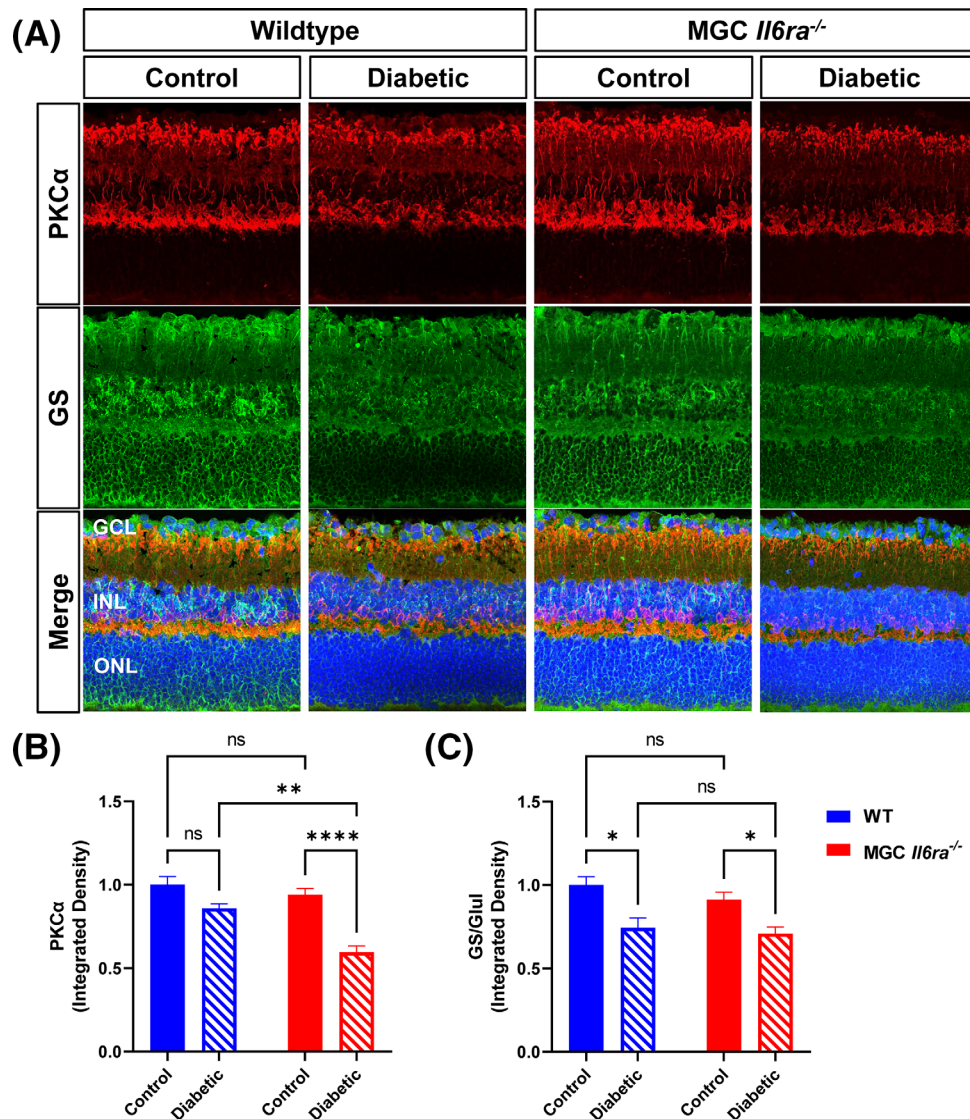 (A)
Wildtype
MGC Il6ra-/-
Control
Diabetic
Control
Diabetic
PKCα
GS
Merge
GCL
INL
ONL
(B)
ns
**
ns
****
1.5
1.0
0.5
0.0
PKCα
(Integrated Density)
Control
Diabetic
Control
Diabetic
(C)
ns
ns
*
*
1.5
1.0
0.5
0.0
GS/Glul
(Integrated Density)
Control
Diabetic
Control
Diabetic
WT
MGC Il6ra-/-